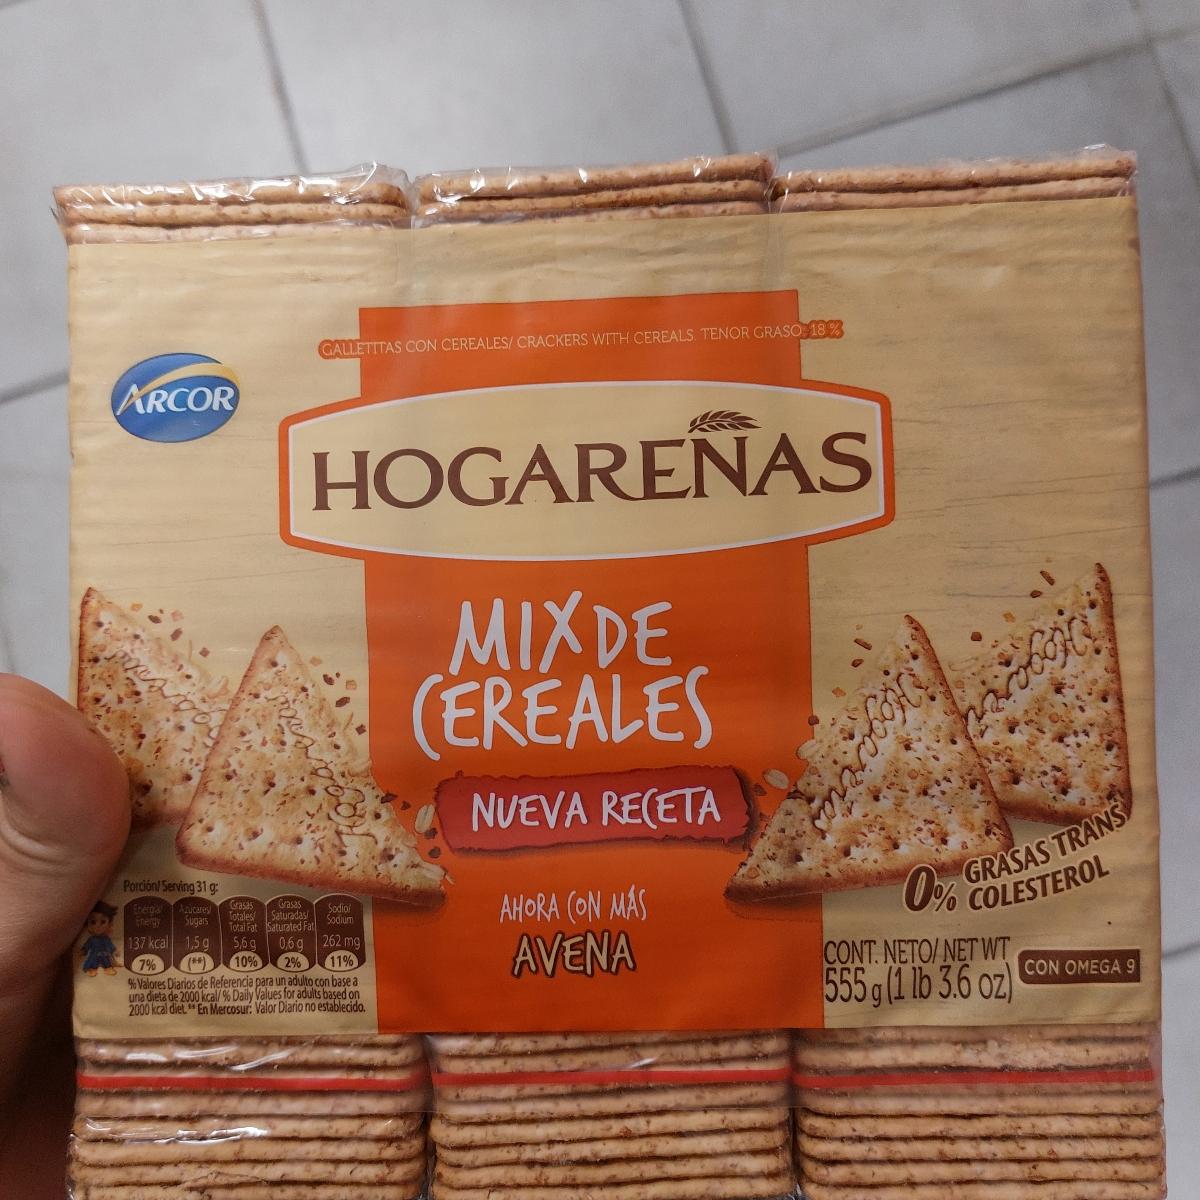 GALLETITAS CON CEREALES/ CRACKERS WITH CEREALS. TENOR GRASO: 18 %
ARCOR
HOGAREÑAS
MIX DE
CEREALES
NUEVA RECETA
AHORA CON MÁS
AVENA
0% GRASAS TRANS
COLESTEROL
Porción/ Serving 31 g:
Energía/ Energy 137 kcal 7%
Azúcares/ Sugars 1,5 g (**)
Grasas Totales/ Total Fat 5,6 g 10%
Grasas Saturadas/ Saturated Fat 0,6 g 2%
Sodio/ Sodium 262 mg 11%
% Valores Diarios de Referencia para un adulto con base a
una dieta de 2000 kcal/ % Daily Values for adults based on
2000 kcal diet. ** En Mercosur: Valor Diario no establecido.
CONT. NETO/ NET WT
555 g (1 lb 3.6 oz)
CON OMEGA 9